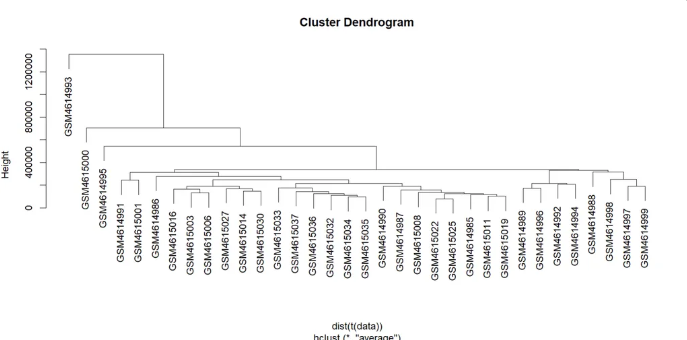 Cluster Dendrogram
Height
1200000
800000
400000
0
GSM4614993
GSM4615000
GSM4614995
GSM4614991
GSM4615001
GSM4614986
GSM4615016
GSM4615003
GSM4615006
GSM4615027
GSM4615014
GSM4615030
GSM4615033
GSM4615037
GSM4615036
GSM4615032
GSM4615034
GSM4615035
GSM4614990
GSM4614987
GSM4615008
GSM4615022
GSM4615025
GSM4614985
GSM4615011
GSM4615019
GSM4614989
GSM4614996
GSM4614992
GSM4614994
GSM4614988
GSM4614998
GSM4614997
GSM4614999
dist(t(data))
hclust (*, "average")